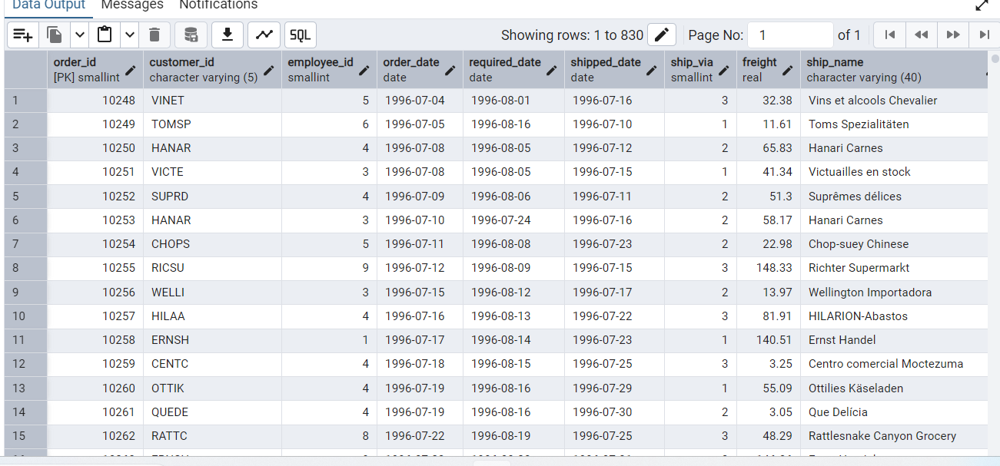 Data Output Messages Notifications
SQL Showing rows: 1 to 830 Page No: 1 of 1
order_id customer_id employee_id order_date required_date shipped_date ship_via freight ship_name
[PK] smallint character varying (5) smallint date date date smallint real character varying (40)
1 10248 VINET 5 1996-07-04 1996-08-01 1996-07-16 3 32.38 Vins et alcools Chevalier
2 10249 TOMSP 6 1996-07-05 1996-08-16 1996-07-10 1 11.61 Toms Spezialitäten
3 10250 HANAR 4 1996-07-08 1996-08-05 1996-07-12 2 65.83 Hanari Carnes
4 10251 VICTE 3 1996-07-08 1996-08-05 1996-07-15 1 41.34 Victuailles en stock
5 10252 SUPRD 4 1996-07-09 1996-08-06 1996-07-11 2 51.3 Suprêmes délices
6 10253 HANAR 3 1996-07-10 1996-07-24 1996-07-16 2 58.17 Hanari Carnes
7 10254 CHOPS 5 1996-07-11 1996-08-08 1996-07-23 2 22.98 Chop-suey Chinese
8 10255 RICSU 9 1996-07-12 1996-08-09 1996-07-15 3 148.33 Richter Supermarkt
9 10256 WELLI 3 1996-07-15 1996-08-12 1996-07-17 2 13.97 Wellington Importadora
10 10257 HILAA 4 1996-07-16 1996-08-13 1996-07-22 3 81.91 HILARION-Abastos
11 10258 ERNSH 1 1996-07-17 1996-08-14 1996-07-23 1 140.51 Ernst Handel
12 10259 CENTC 4 1996-07-18 1996-08-15 1996-07-25 3 3.25 Centro comercial Moctezuma
13 10260 OTTIK 4 1996-07-19 1996-08-16 1996-07-29 1 55.09 Ottilies Käseladen
14 10261 QUEDE 4 1996-07-19 1996-08-16 1996-07-30 2 3.05 Que Delícia
15 10262 RATTC 8 1996-07-22 1996-08-19 1996-07-25 3 48.29 Rattlesnake Canyon Grocery